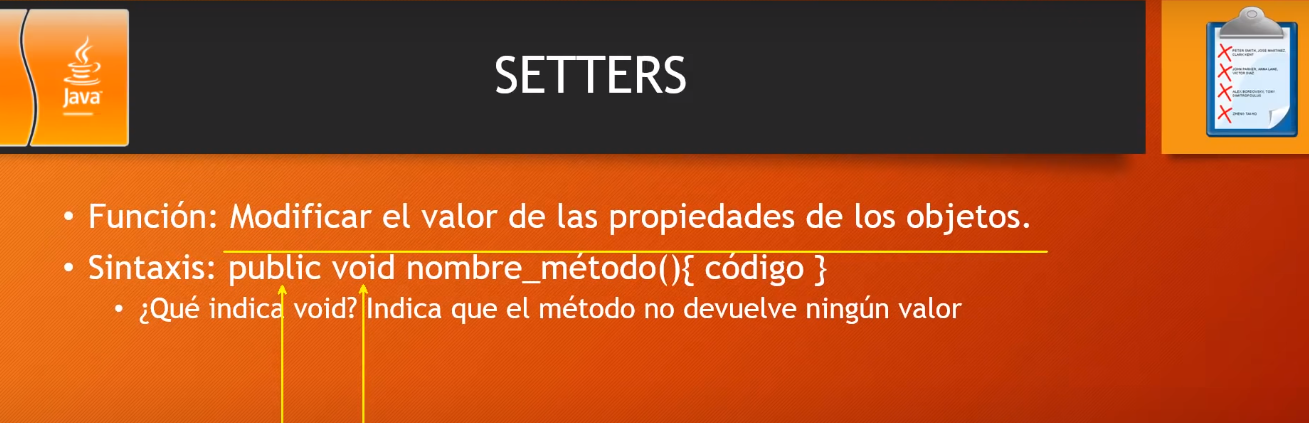 SETTERS
Java
• Función: Modificar el valor de las propiedades de los objetos.
• Sintaxis: public void nombre_método(){ código }
• ¿Qué indica void? Indica que el método no devuelve ningún valor